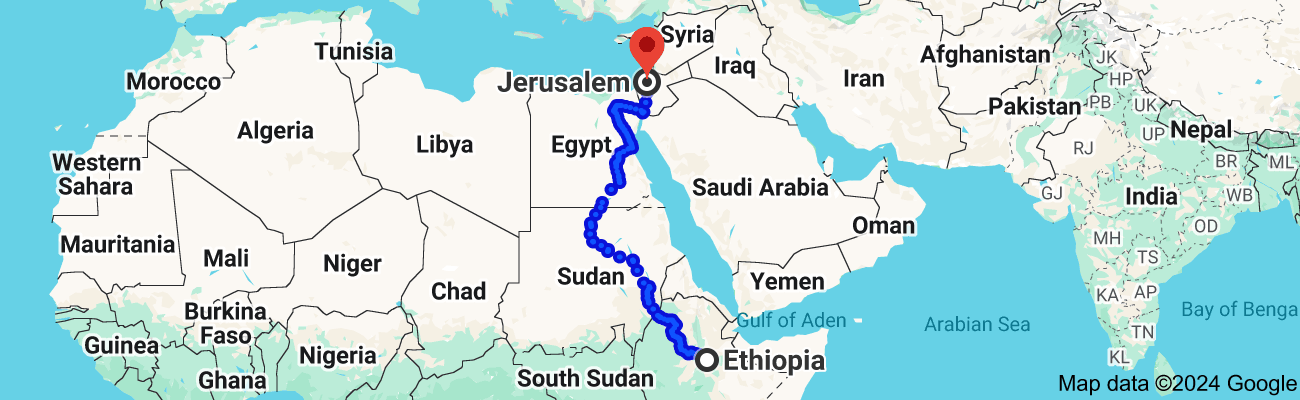 Tunisia
Syria
Afghanistan
JK
Morocco
Jerusalem
Iraq
Iran
HP
Pakistan
PB
UK
Algeria
Libya
Egypt
UP
Nepal
RJ
Western
Sahara
BR
ML
Saudi Arabia
GJ
India
WB
Mauritania
Mali
Niger
Oman
OD
MH
TS
Sudan
Chad
Yemen
KA
AP
Burkina
Faso
Bay of Benga
Gulf of Aden
Arabian Sea
TN
Guinea
Nigeria
Ethiopia
KL
Ghana
South Sudan
Map data ©2024 Google